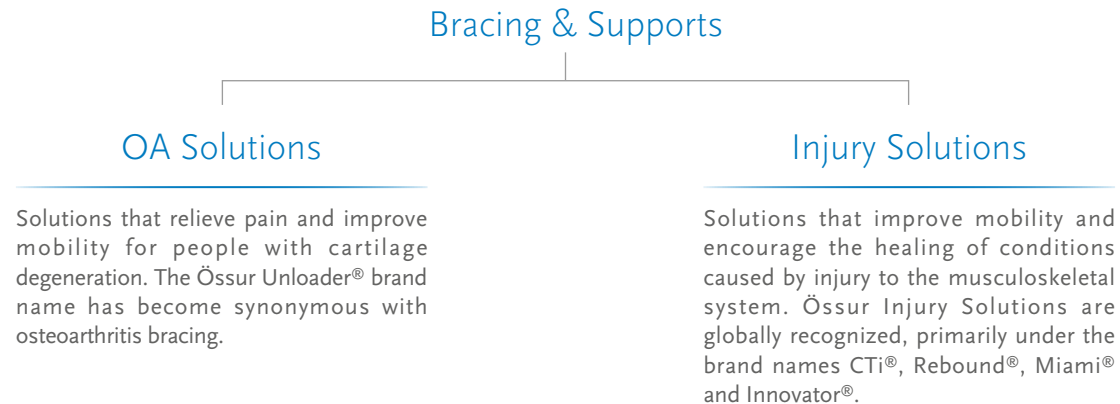 Bracing & Supports
OA Solutions
Solutions that relieve pain and improve
mobility for people with cartilage
degeneration. The Össur Unloader® brand
name has become synonymous with
osteoarthritis bracing.
Injury Solutions
Solutions that improve mobility and
encourage the healing of conditions
caused by injury to the musculoskeletal
system. Össur Injury Solutions are
globally recognized, primarily under the
brand names CTi®, Rebound®, Miami®
and Innovator®.